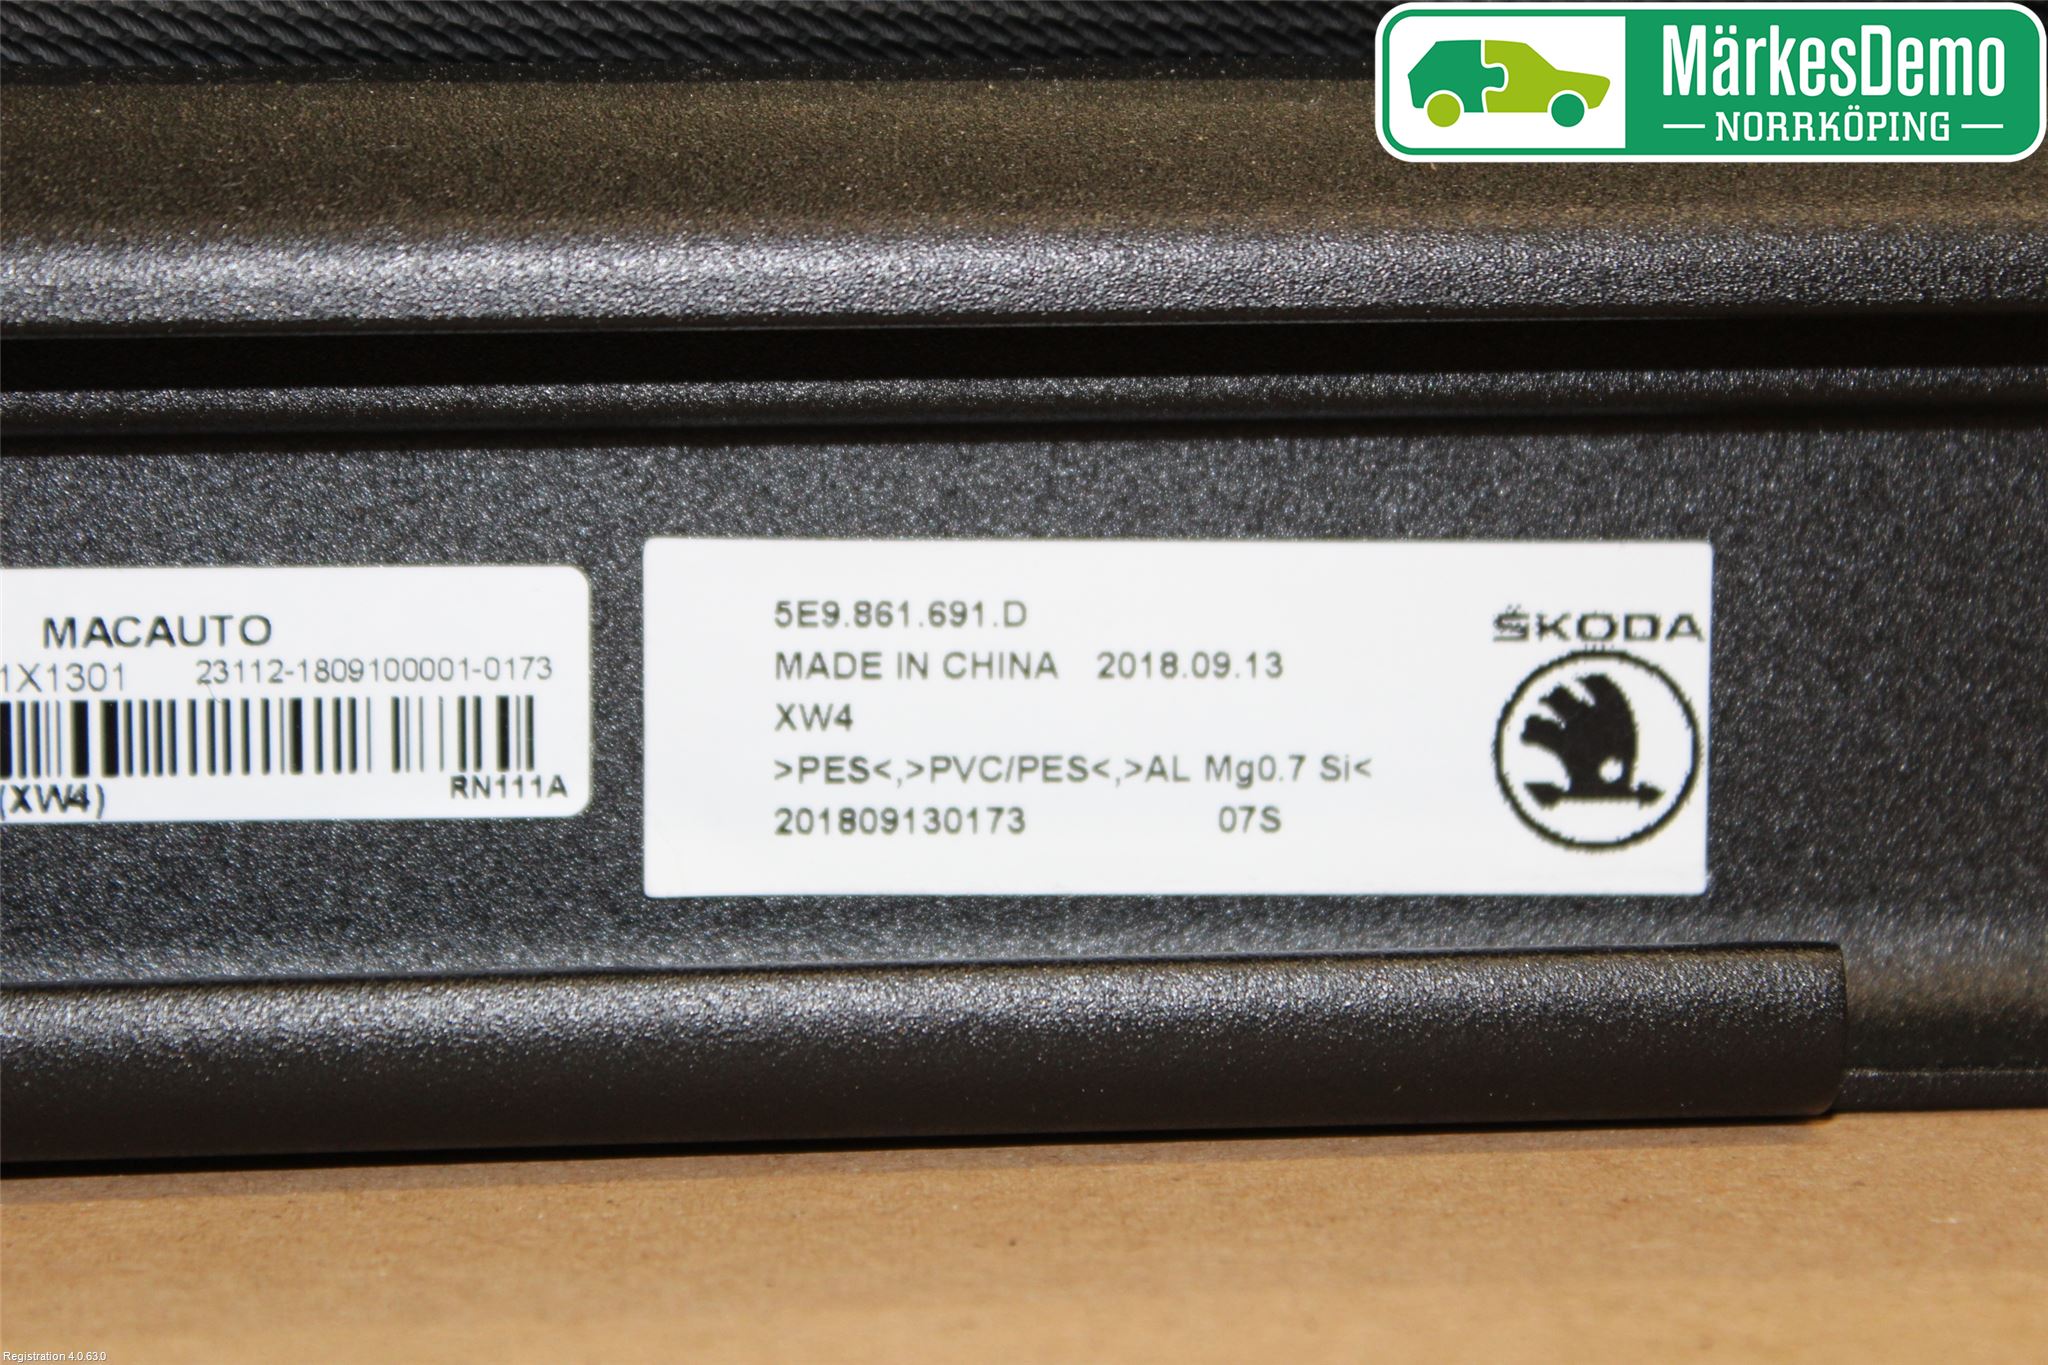 MärkesDemo
NORRKÖPING
MACAUTO
1X1301 23112-1809100001-0173
(XW4) RN111A
5E9.861.691.D
MADE IN CHINA 2018.09.13
XW4
>PES<,>PVC/PES<,>AL Mg0.7 Si<
201809130173 07S
ŠKODA
Registration 4.0.63.0